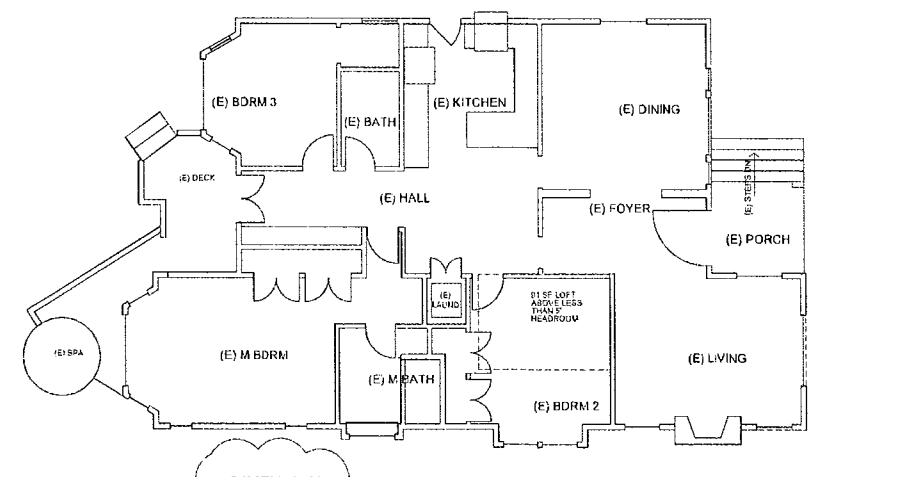 (E) BDRM 3
(E) BATH
(E) KITCHEN
(E) DINING
(E) DECK
(E) HALL
(E) FOYER
(E) STEPS DN
(E) PORCH
(E)
LAUND
91 SF LOFT
ABOVE LESS
THAN 5'
HEADROOM
(E) SPA
(E) M BDRM
(E) M BATH
(E) BDRM 2
(E) LIVING